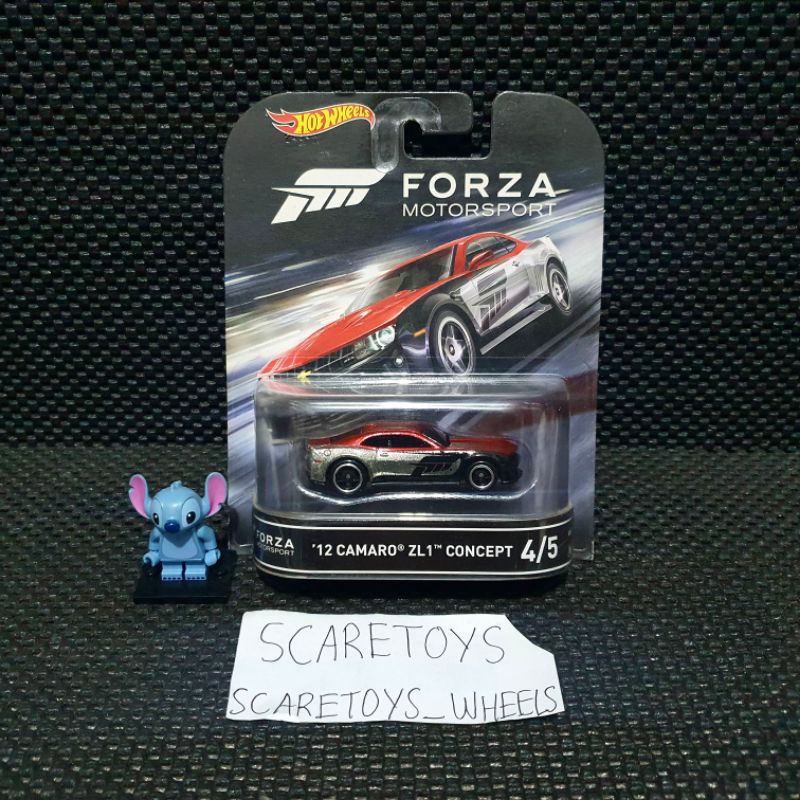 Hot Wheels
FORZA
MOTORSPORT
FORZA
MOTORSPORT
'12 CAMARO® ZL1™ CONCEPT 4/5
SCARETOYS
SCARETOYS_WHEELS